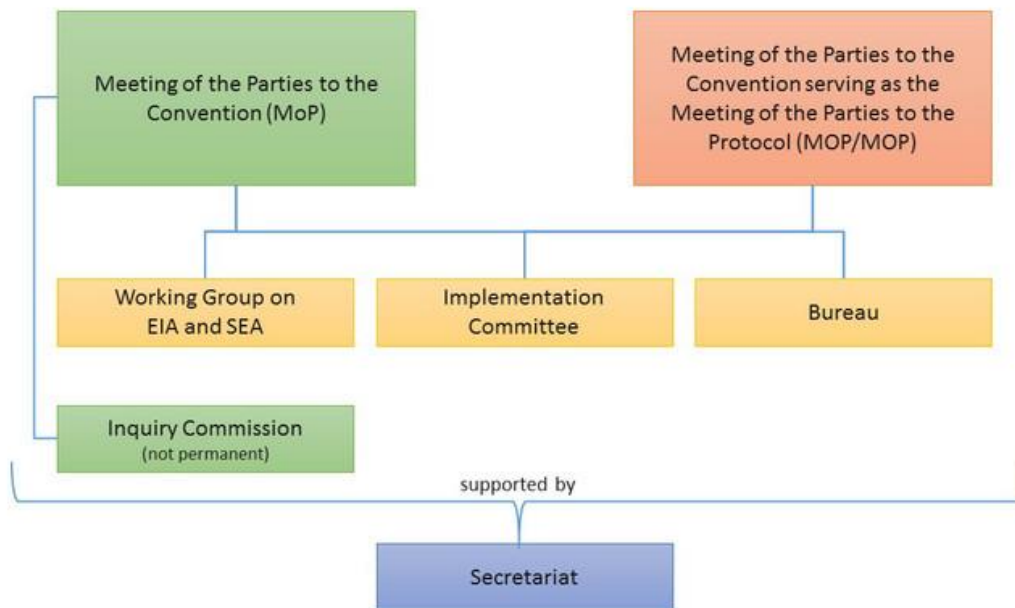 Meeting of the Parties to the
Convention (MoP)
Meeting of the Parties to the
Convention serving as the
Meeting of the Parties to the
Protocol (MOP/MOP)
Working Group on
EIA and SEA
Implementation
Committee
Bureau
Inquiry Commission
(not permanent)
supported by
Secretariat